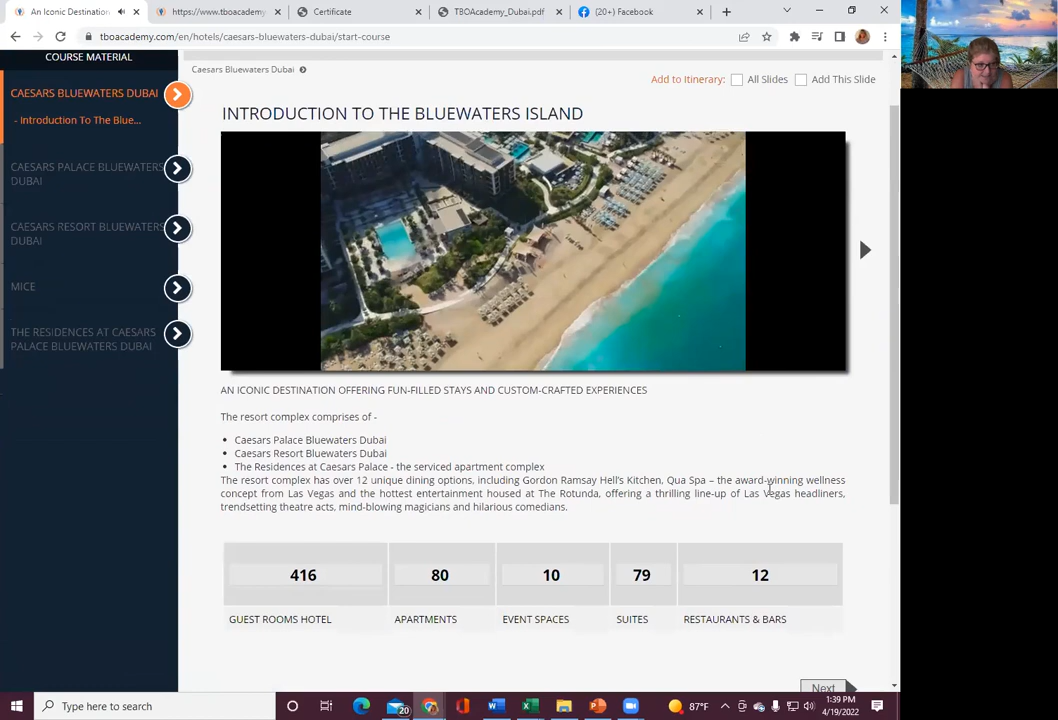 An Iconic Destination
https://www.tboacademy
Certificate
TBOAcademy_Dubai.pdf
(20+) Facebook
tboacademy.com/en/hotels/caesars-bluewaters-dubai/start-course
COURSE MATERIAL
CAESARS BLUEWATERS DUBAI
- Introduction To The Blue...
CAESARS PALACE BLUEWATERS
DUBAI
CAESARS RESORT BLUEWATERS
DUBAI
MICE
THE RESIDENCES AT CAESARS
PALACE BLUEWATERS DUBAI
Caesars Bluewaters Dubai
Add to Itinerary: All Slides Add This Slide
INTRODUCTION TO THE BLUEWATERS ISLAND
AN ICONIC DESTINATION OFFERING FUN-FILLED STAYS AND CUSTOM-CRAFTED EXPERIENCES
The resort complex comprises of -
• Caesars Palace Bluewaters Dubai
• Caesars Resort Bluewaters Dubai
• The Residences at Caesars Palace - the serviced apartment complex
The resort complex has over 12 unique dining options, including Gordon Ramsay Hell's Kitchen, Qua Spa – the award-winning wellness
concept from Las Vegas and the hottest entertainment housed at The Rotunda, offering a thrilling line-up of Las Vegas headliners,
trendsetting theatre acts, mind-blowing magicians and hilarious comedians.
416 80 10 79 12
GUEST ROOMS HOTEL APARTMENTS EVENT SPACES SUITES RESTAURANTS & BARS
Next
Type here to search
20
87°F
1:39 PM
4/19/2022